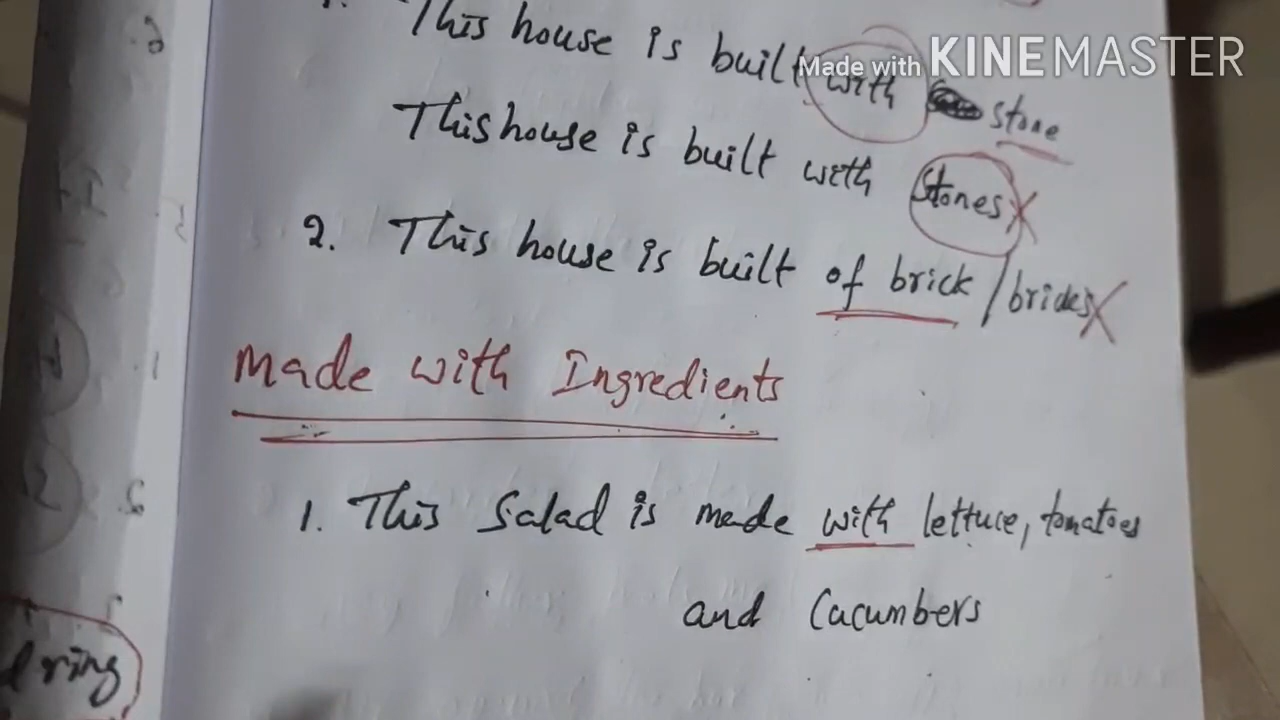 This house is built with stone
Made with KINEMASTER
This house is built with stones X
2. This house is built of brick / bricks X
Made with Ingredients
1. This Salad is made with lettuce, tomatoes
and Cucumbers